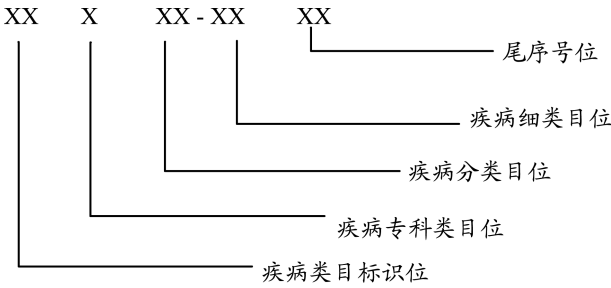 XX X XX - XX XX
尾序号位
疾病细类目位
疾病分类目位
疾病专科类目位
疾病类目标识位